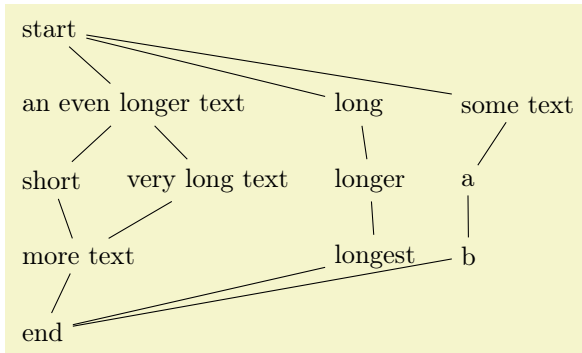 start
an even longer text long some text
short very long text longer a
more text longest b
end